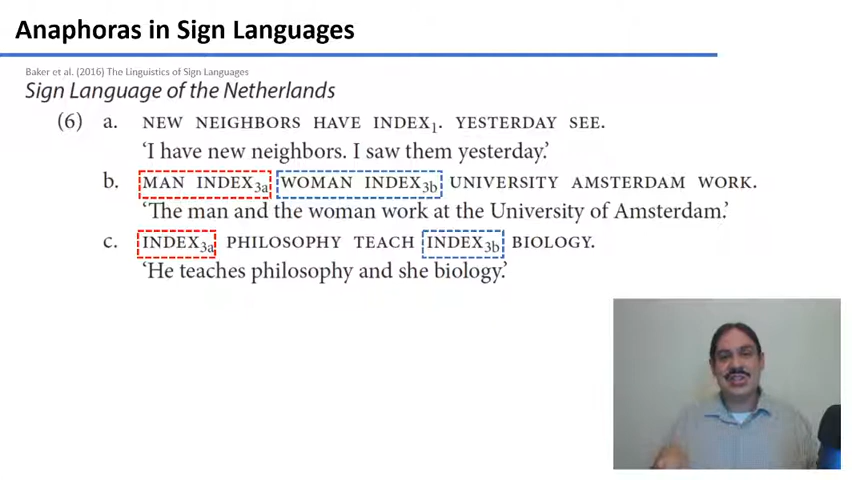 Anaphoras in Sign Languages
Baker et al. (2016) The Linguistics of Sign Languages
Sign Language of the Netherlands
(6) a. NEW NEIGHBORS HAVE INDEX₁. YESTERDAY SEE.
‘I have new neighbors. I saw them yesterday.’
b. MAN INDEX₃ₐ WOMAN INDEX₃b UNIVERSITY AMSTERDAM WORK.
‘The man and the woman work at the University of Amsterdam.’
c. INDEX₃ₐ PHILOSOPHY TEACH INDEX₃b BIOLOGY.
‘He teaches philosophy and she biology.’